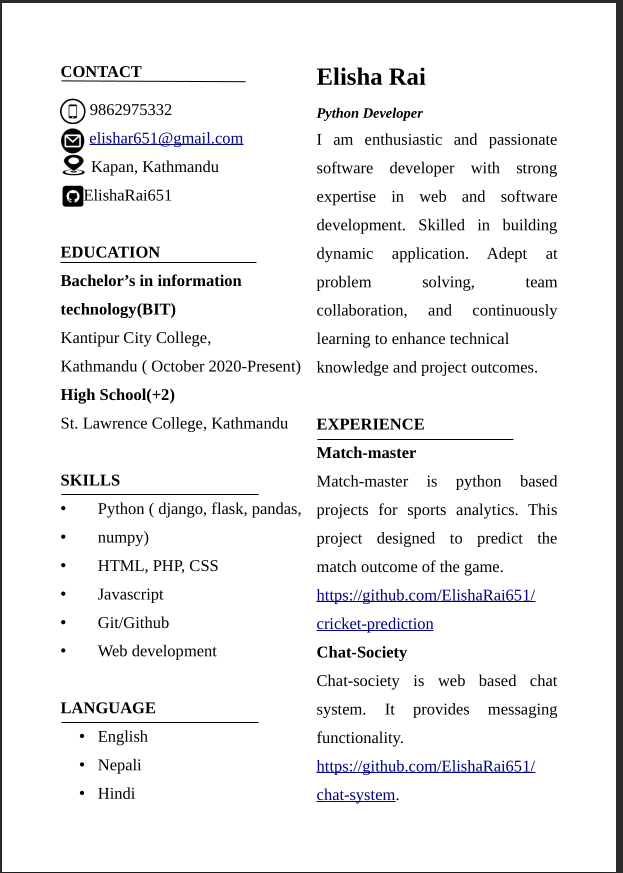 CONTACT
9862975332
elishar651@gmail.com
Kapan, Kathmandu
ElishaRai651
EDUCATION
Bachelor’s in information
technology(BIT)
Kantipur City College,
Kathmandu ( October 2020-Present)
High School(+2)
St. Lawrence College, Kathmandu
SKILLS
• Python ( django, flask, pandas,
• numpy)
• HTML, PHP, CSS
• Javascript
• Git/Github
• Web development
LANGUAGE
• English
• Nepali
• Hindi
Elisha Rai
Python Developer
I am enthusiastic and passionate
software developer with strong
expertise in web and software
development. Skilled in building
dynamic application. Adept at
problem solving, team
collaboration, and continuously
learning to enhance technical
knowledge and project outcomes.
EXPERIENCE
Match-master
Match-master is python based
projects for sports analytics. This
project designed to predict the
match outcome of the game.
https://github.com/ElishaRai651/
cricket-prediction
Chat-Society
Chat-society is web based chat
system. It provides messaging
functionality.
https://github.com/ElishaRai651/
chat-system.